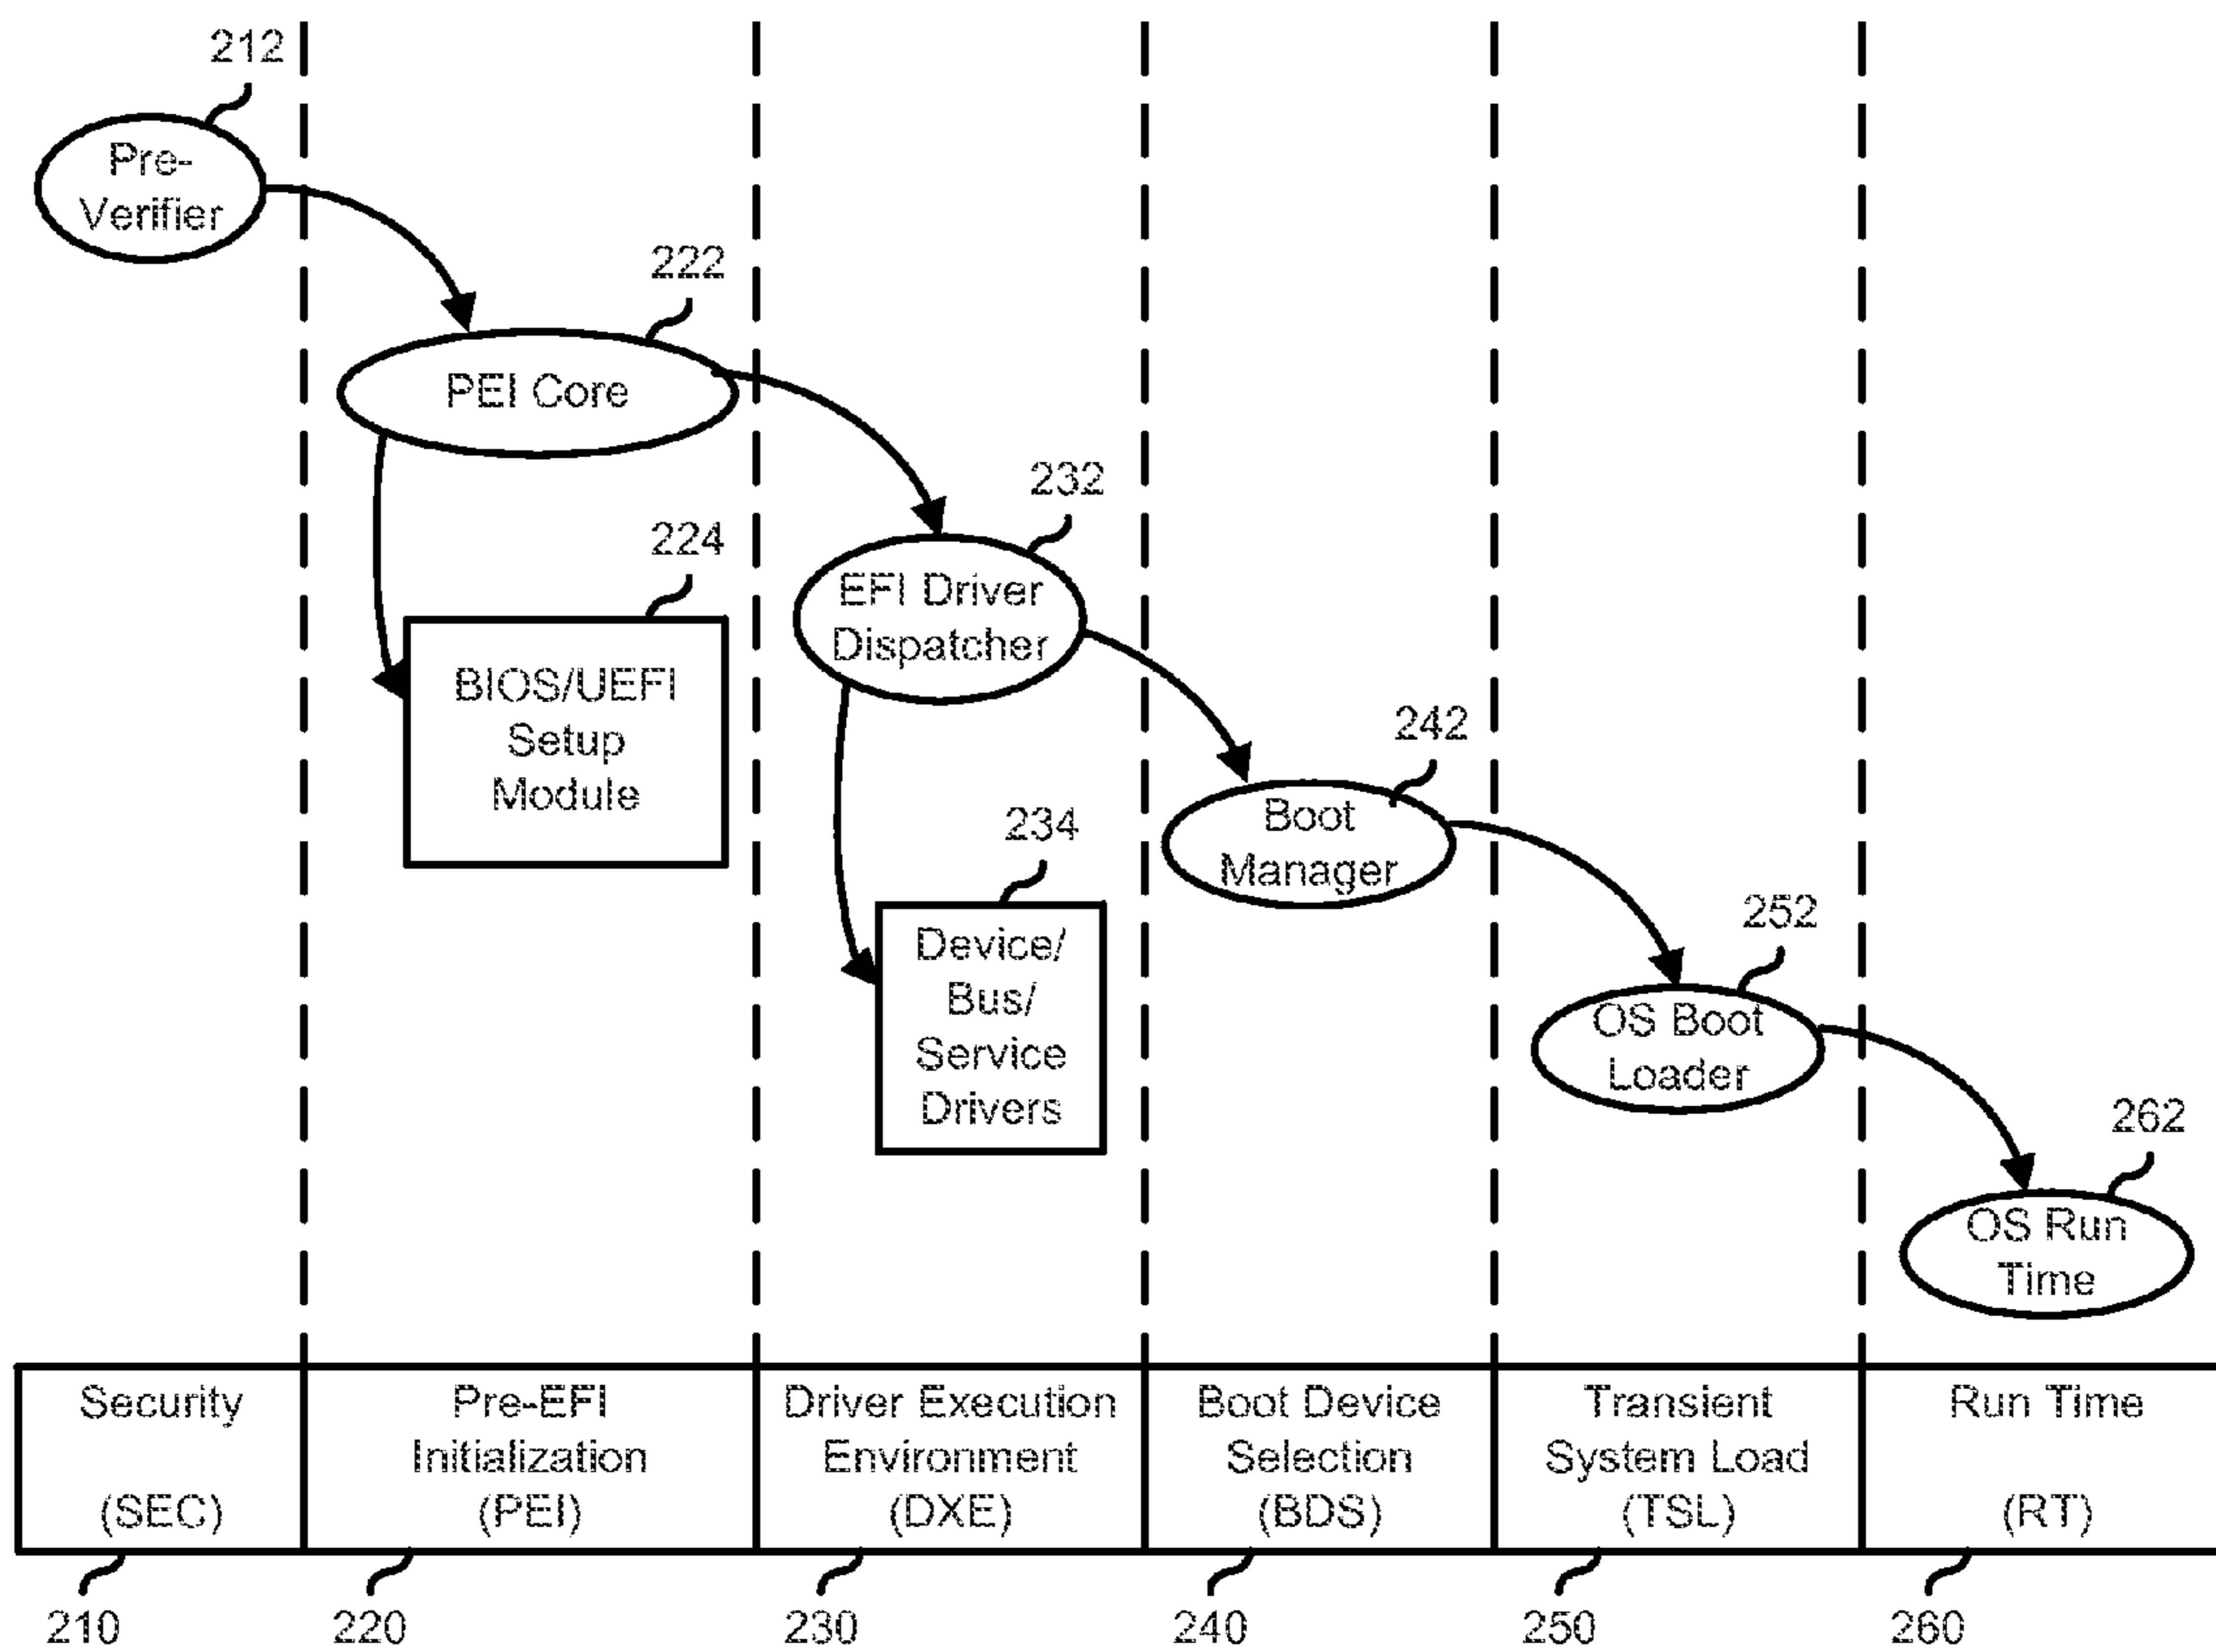 212
Pre-
Verifier
222
PEI Core
224
BIOS/UEFI
Setup
Module
232
EFI Driver
Dispatcher
234
Device/
Bus/
Service
Drivers
242
Boot
Manager
252
OS Boot
Loader
262
OS Run
Time
Security
(SEC)
210
Pre-EFI
Initialization
(PEI)
220
Driver Execution
Environment
(DXE)
230
Boot Device
Selection
(BDS)
240
Transient
System Load
(TSL)
250
Run Time
(RT)
260